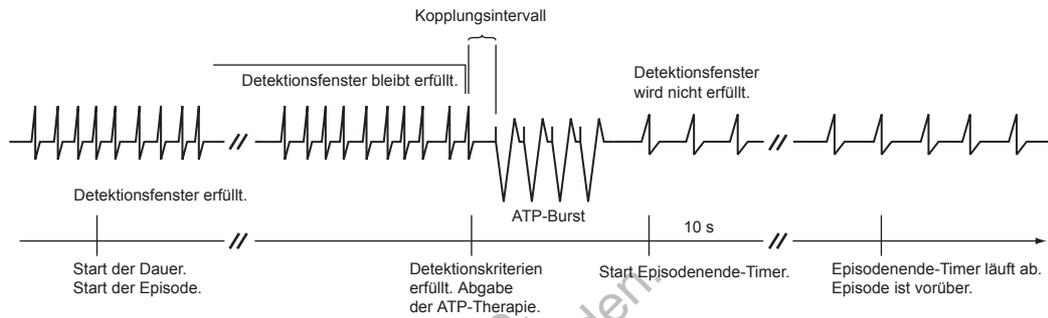 Kopplungsintervall
Detektionsfenster bleibt erfüllt.
Detektionsfenster
wird nicht erfüllt.
Detektionsfenster erfüllt.
ATP-Burst
10 s
Start der Dauer.
Start der Episode.
Detektionskriterien
erfüllt. Abgabe
der ATP-Therapie.
Start Episodenende-Timer.
Episodenende-Timer läuft ab.
Episode ist vorüber.